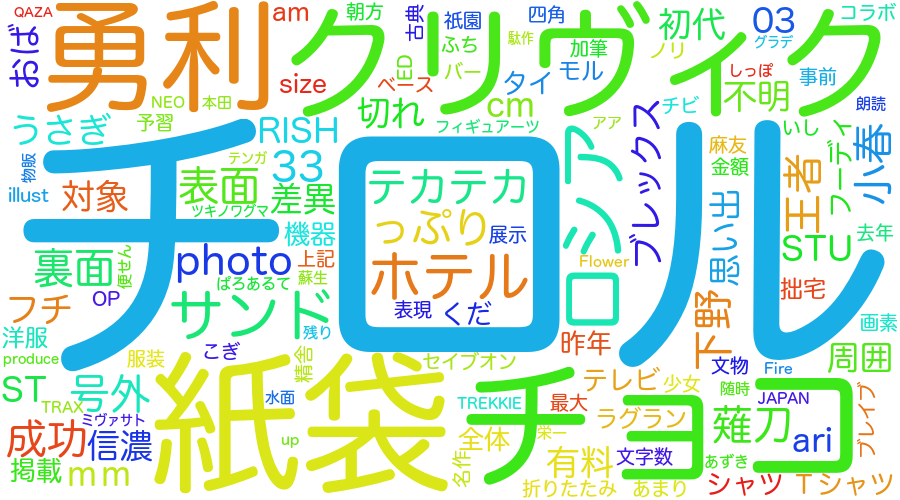 QAZA
勇利
am
朝方
古典
祇園
四角
初代
03
コラボ
おば
クリヴィク
ふち
駄作
加筆
ノリ
グラデ
size
ベース
ED
バー
タイ
モル
しっぽ
事前
NEO
本田
切れ
cm
チビ
不明
朗読
うさぎ
予習
RISH
フィギュアーツ
アア
ブレックス
麻友
いし
フーディ
小春
物販
テンガ
33
チロル
ロシア
金額
王者
illust
対象
表面
差異
テカテカ
ツキノワグマ
っぷり
展示
思い出
STU
去年
機器
便せん
裏面
photo
上記
ホテル
Flower
拙宅
OP
ぱろあるて
蘇生
フチ
サンド
表現
くだ
下野
画素
洋服
残り
昨年
produce
服装
こぎ
精舎
セイブオン
文物
Fire
周囲
ST
号外
紙袋
水面
チョコ
テレビ
少女
随時
JAPAN
TRAX
ミヴァサト
TREKKIE
最大
ラグラン
薙刀
ブレイブ
成功
信濃
up
全体
栄一
ari
掲載
mm
名作
有料
文字数
あずき
折りたたみ
あまり
シャツ
Tシャツ